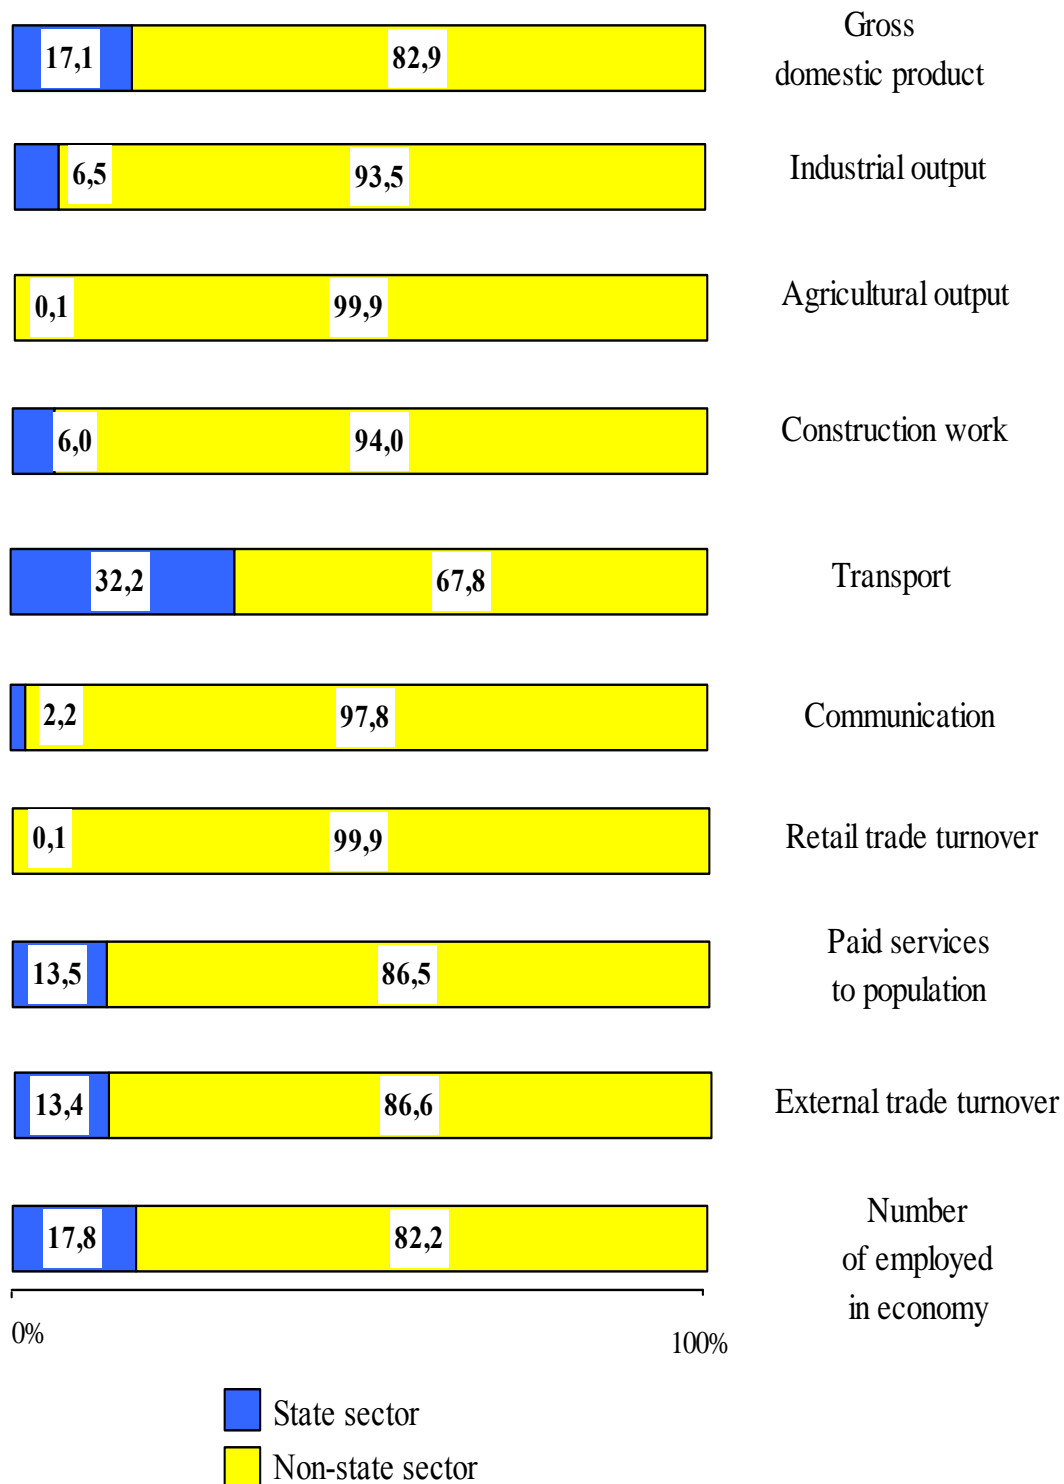 Gross
domestic product
17,1 82,9
Industrial output
6,5 93,5
Agricultural output
0,1 99,9
Construction work
6,0 94,0
Transport
32,2 67,8
Communication
2,2 97,8
Retail trade turnover
0,1 99,9
Paid services
to population
13,5 86,5
External trade turnover
13,4 86,6
Number
of employed
in economy
17,8 82,2
0% 100%
State sector
Non-state sector